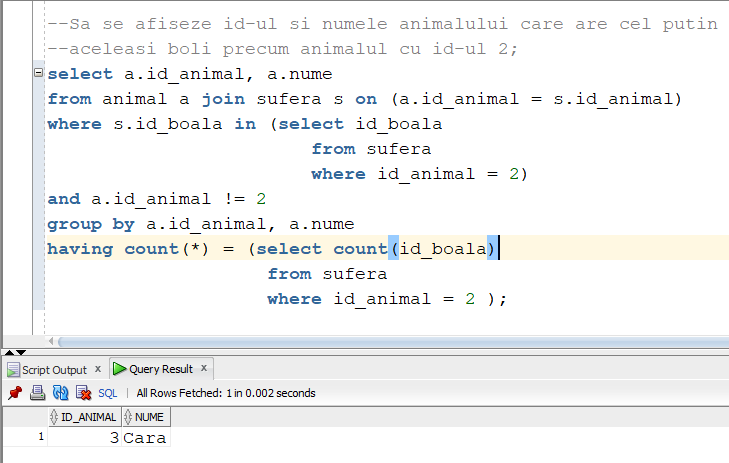 --Sa se afiseze id-ul si numele animalului care are cel putin
--aceleasi boli precum animalul cu id-ul 2;
select a.id_animal, a.nume
from animal a join sufera s on (a.id_animal = s.id_animal)
where s.id_boala in (select id_boala
from sufera
where id_animal = 2)
and a.id_animal != 2
group by a.id_animal, a.nume
having count(*) = (select count(id_boala)
from sufera
where id_animal = 2 );
Script Output x Query Result x
SQL | All Rows Fetched: 1 in 0.002 seconds
ID_ANIMAL NUME
1 3 Cara